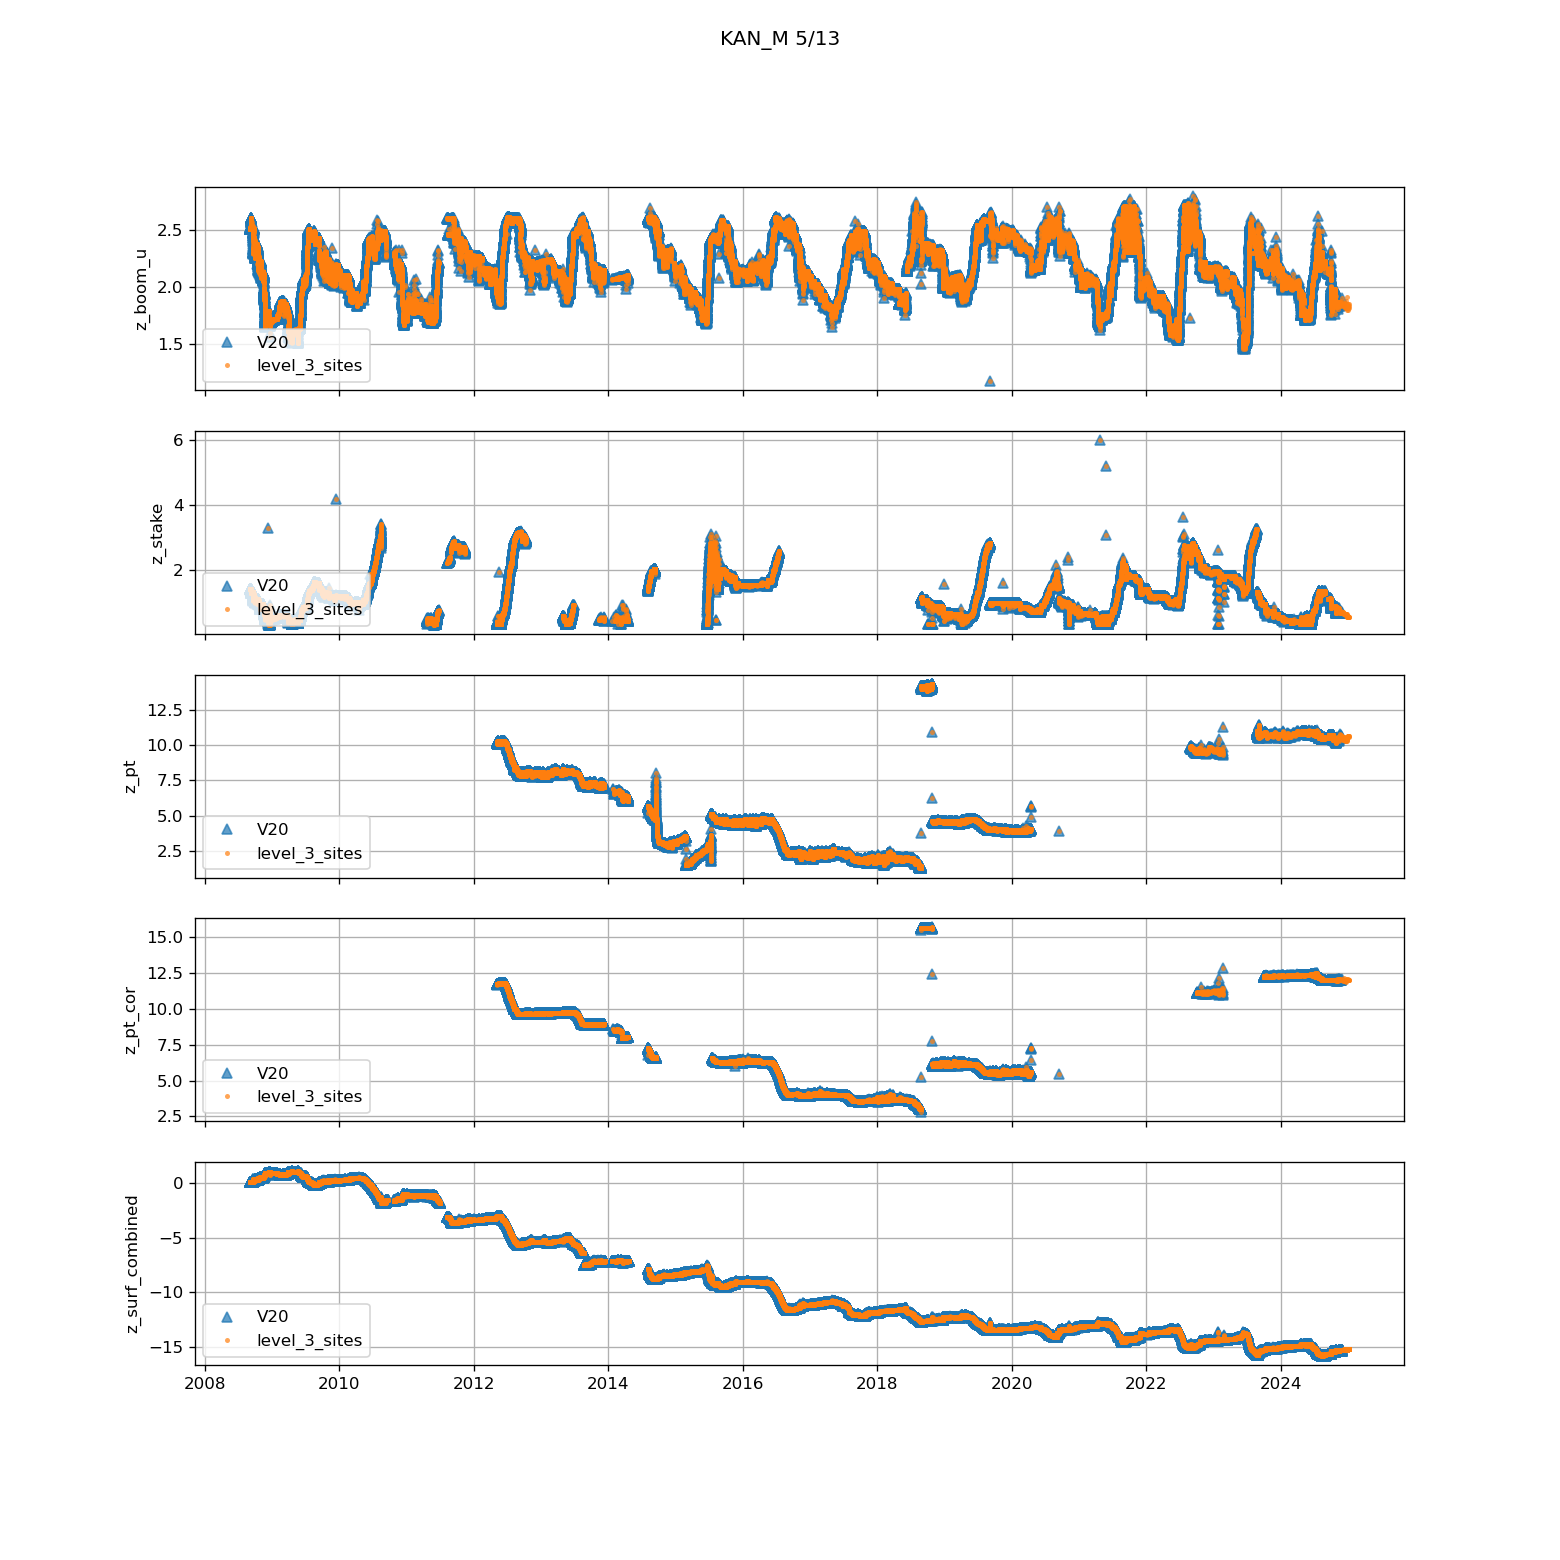 KAN_M 5/13
z_boom_u
2.5
2.0
1.5
V20
level_3_sites
z_stake
6
4
2
V20
level_3_sites
z_pt
12.5
10.0
7.5
5.0
2.5
V20
level_3_sites
z_pt_cor
15.0
12.5
10.0
7.5
5.0
2.5
V20
level_3_sites
z_surf_combined
0
−5
−10
−15
V20
level_3_sites
2008 2010 2012 2014 2016 2018 2020 2022 2024